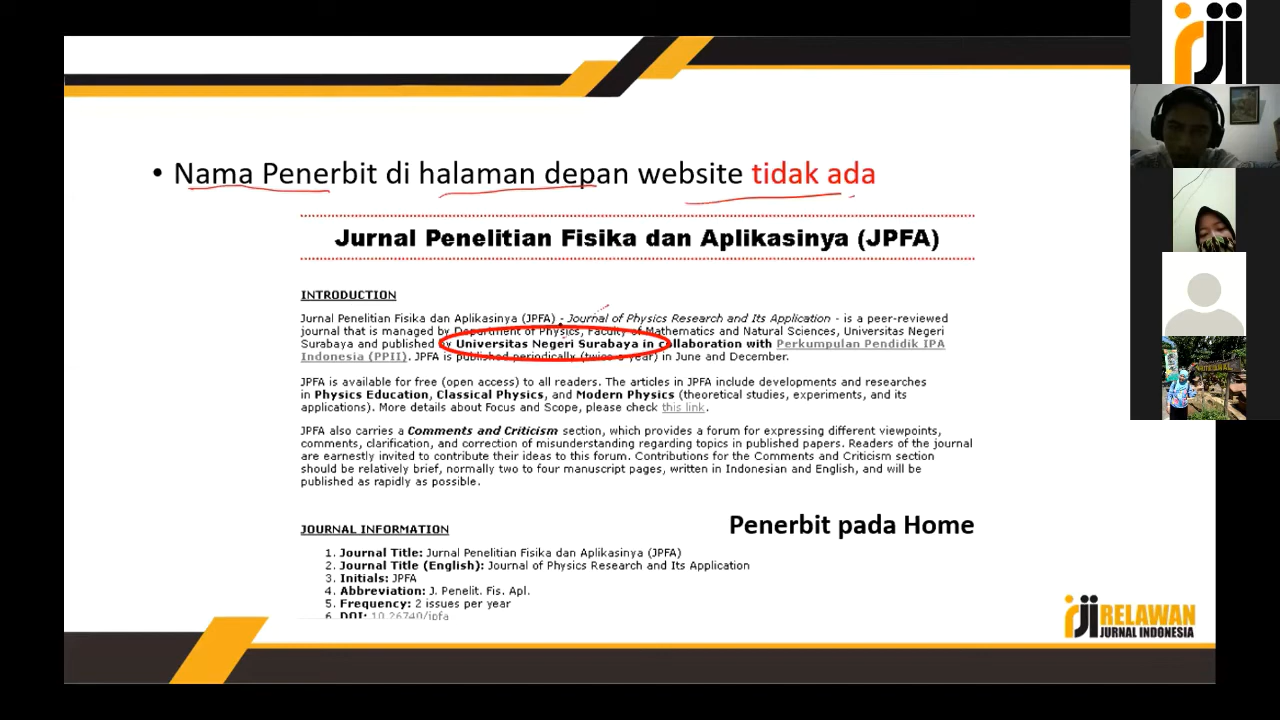 • Nama Penerbit di halaman depan website tidak ada
Jurnal Penelitian Fisika dan Aplikasinya (JPFA)
INTRODUCTION
Jurnal Penelitian Fisika dan Aplikasinya (JPFA) - Journal of Physics Research and Its Application - is a peer-reviewed
journal that is managed by Department of Physics, Faculty of Mathematics and Natural Sciences, Universitas Negeri
Surabaya and published by Universitas Negeri Surabaya in collaboration with Perkumpulan Pendidik IPA
Indonesia (PPII). JPFA is published periodically (twice a year) in June and December.
JPFA is available for free (open access) to all readers. The articles in JPFA include developments and researches
in Physics Education, Classical Physics, and Modern Physics (theoretical studies, experiments, and its
applications). More details about Focus and Scope, please check this link.
JPFA also carries a Comments and Criticism section, which provides a forum for expressing different viewpoints,
comments, clarification, and correction of misunderstanding regarding topics in published papers. Readers of the journal
are earnestly invited to contribute their ideas to this forum. Contributions for the Comments and Criticism section
should be relatively brief, normally two to four manuscript pages, written in Indonesian and English, and will be
published as rapidly as possible.
JOURNAL INFORMATION
Penerbit pada Home
1. Journal Title: Jurnal Penelitian Fisika dan Aplikasinya (JPFA)
2. Journal Title (English): Journal of Physics Research and Its Application
3. Initials: JPFA
4. Abbreviation: J. Penelit. Fis. Apl.
5. Frequency: 2 issues per year
6. DOI: 10.26740/jpfa
rji RELAWAN
JURNAL INDONESIA
rji